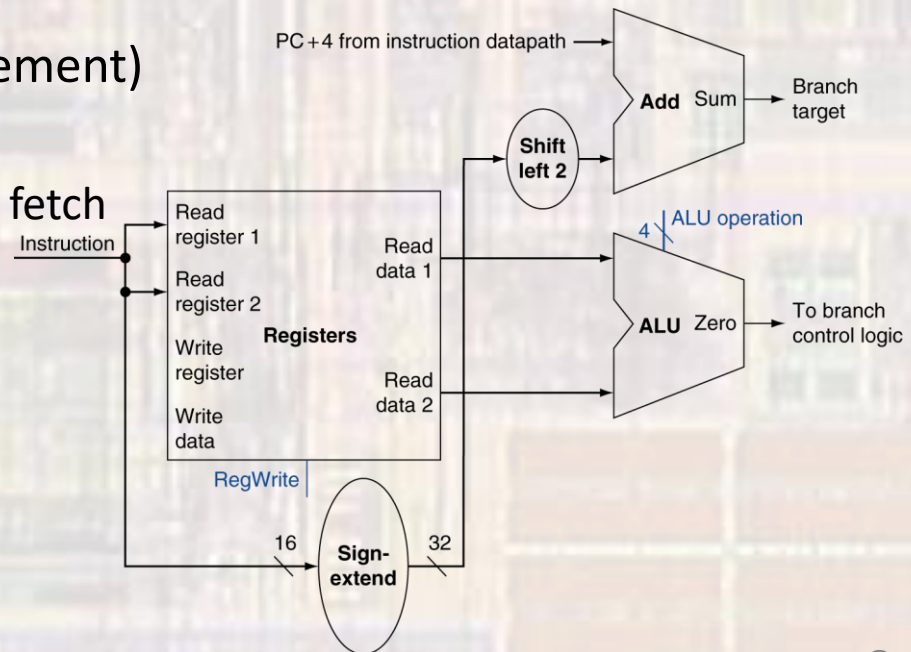 ement)
fetch
PC+4 from instruction datapath
Add Sum
Branch
target
Shift
left 2
Instruction
Read
register 1
Read
register 2
Write
register
Write
data
Registers
Read
data 1
Read
data 2
RegWrite
4
ALU operation
ALU Zero
To branch
control logic
16
Sign-
extend
32